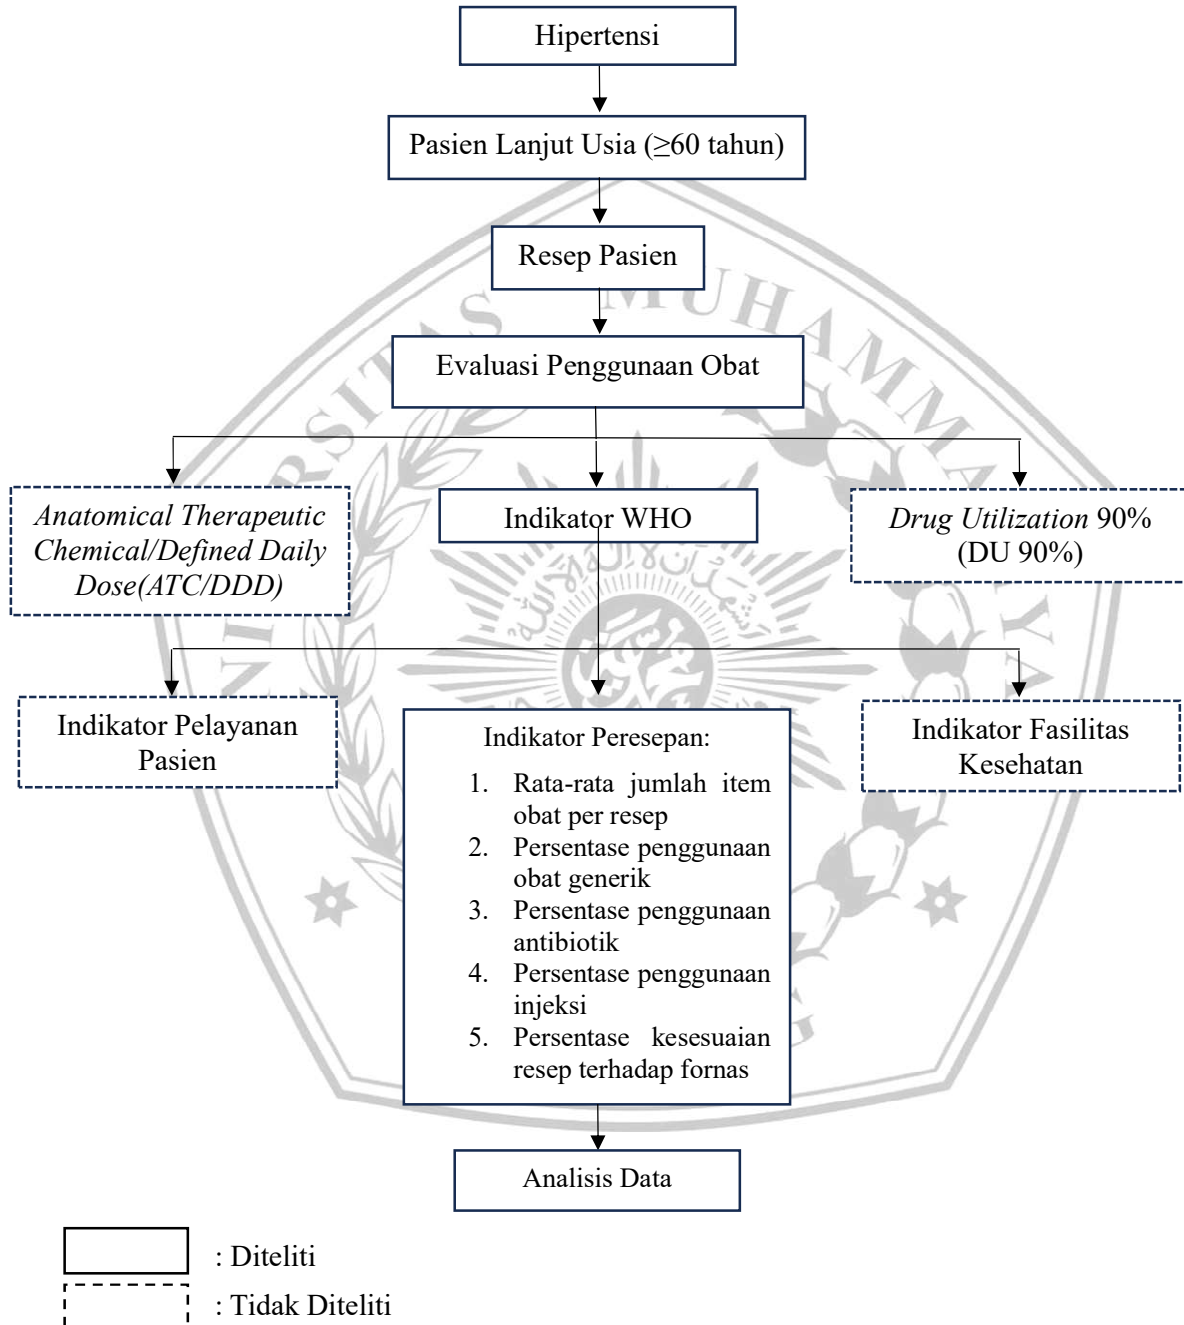 Hipertensi
Pasien Lanjut Usia (≥60 tahun)
Resep Pasien
Evaluasi Penggunaan Obat
Anatomical Therapeutic
Chemical/Defined Daily
Dose(ATC/DDD)
Indikator WHO
Drug Utilization 90%
(DU 90%)
Indikator Pelayanan
Pasien
Indikator Peresepan:
1. Rata-rata jumlah item
obat per resep
2. Persentase penggunaan
obat generik
3. Persentase penggunaan
antibiotik
4. Persentase penggunaan
injeksi
5. Persentase kesesuaian
resep terhadap fornas
Indikator Fasilitas
Kesehatan
Analisis Data
: Diteliti
: Tidak Diteliti